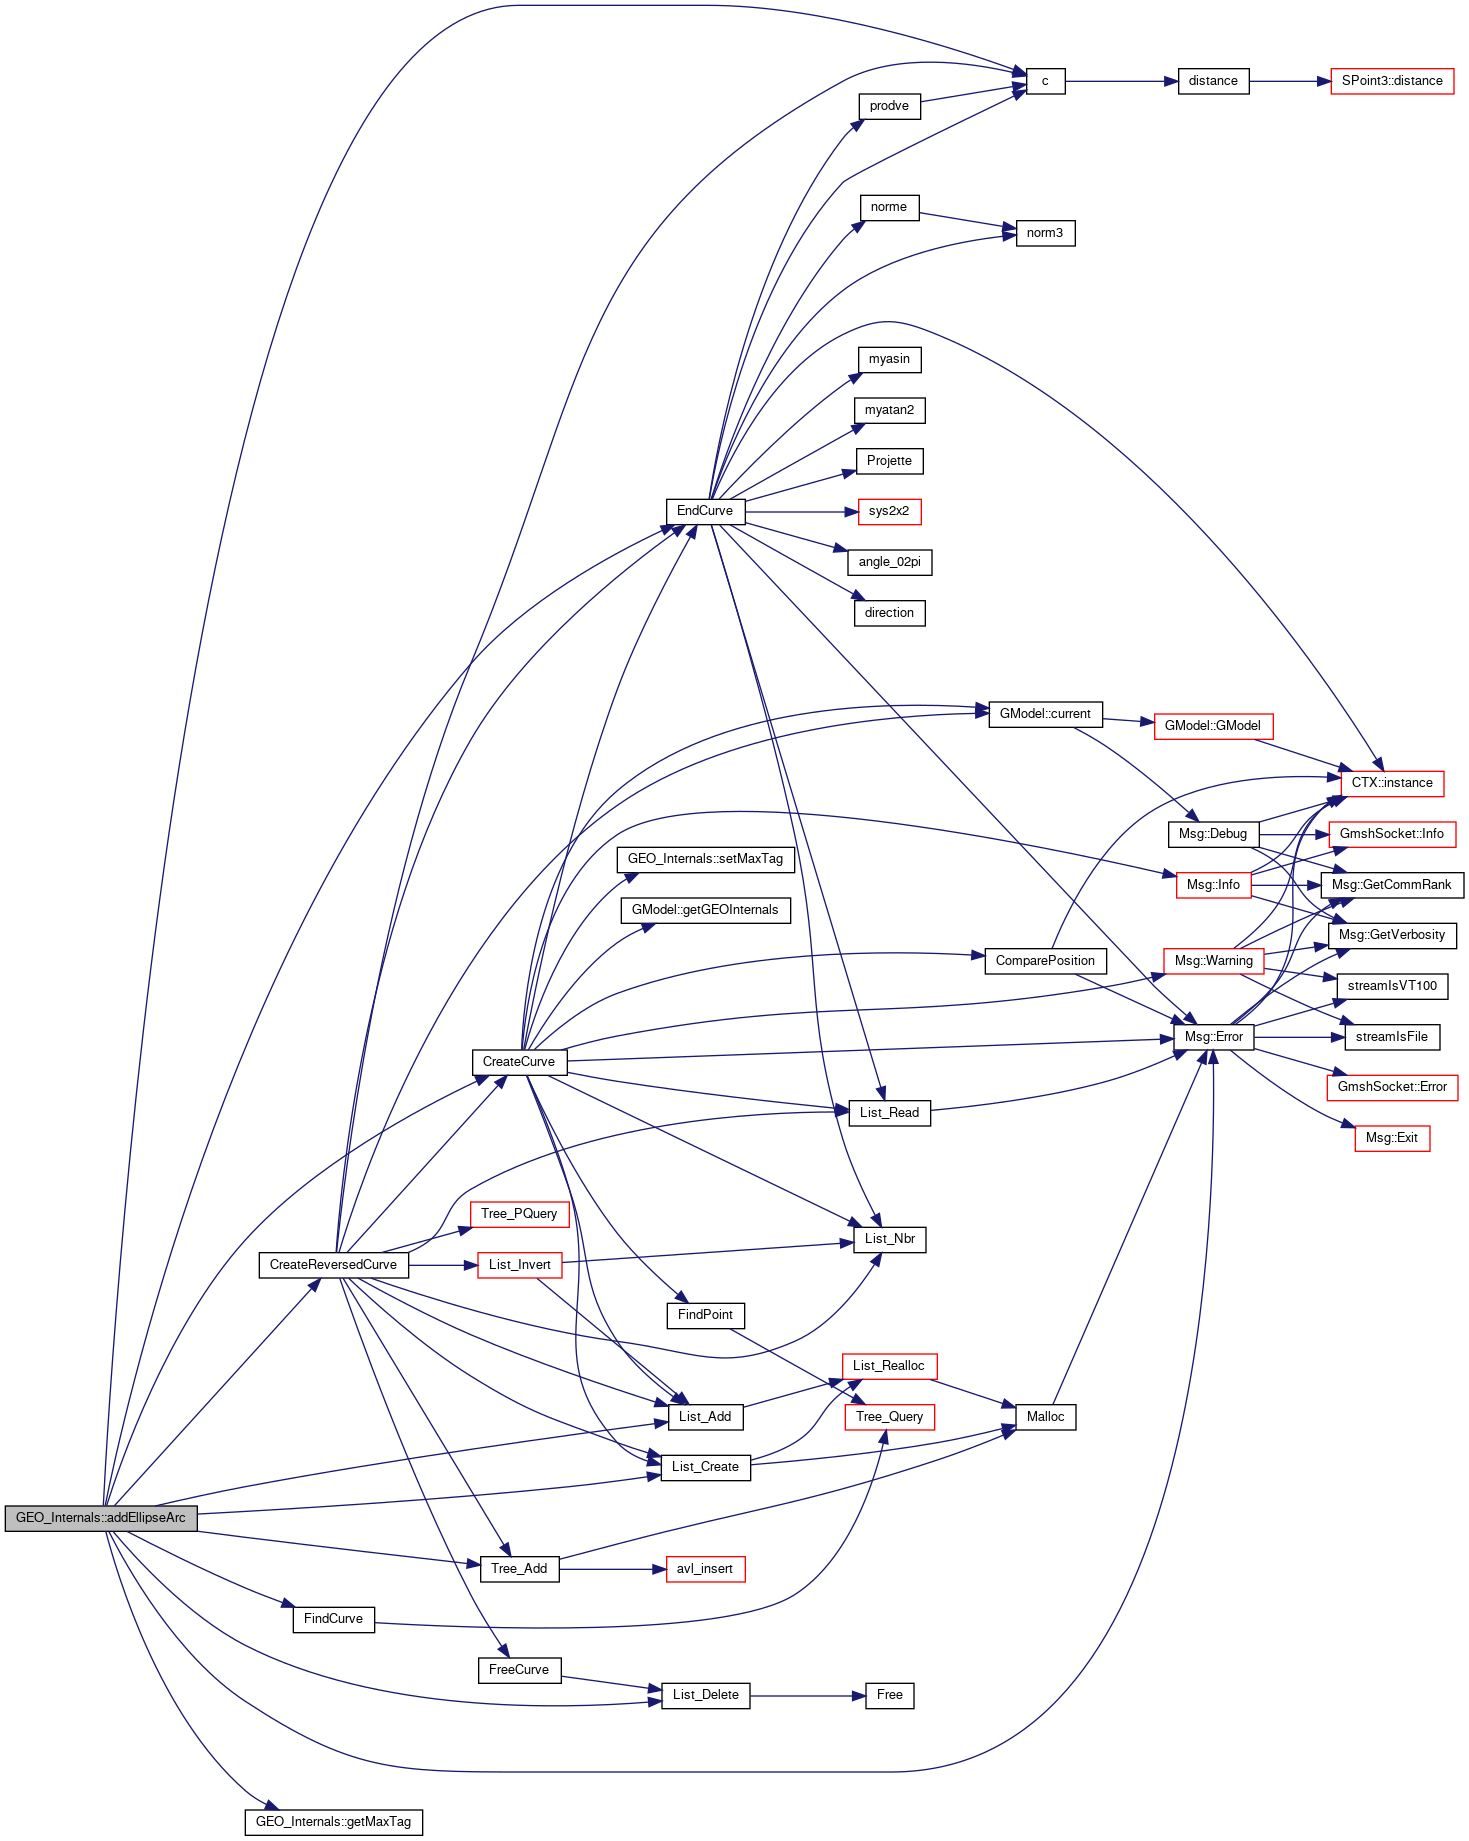 c
distance
SPoint3::distance
prodve
norme
norm3
myasin
myatan2
Projette
EndCurve
sys2x2
angle_02pi
direction
GModel::current
GModel::GModel
CTX::instance
Msg::Debug
GmshSocket::Info
GEO_Internals::setMaxTag
Msg::Info
Msg::GetCommRank
GModel::getGEOInternals
Msg::GetVerbosity
ComparePosition
Msg::Warning
streamIsVT100
Msg::Error
streamIsFile
CreateCurve
GmshSocket::Error
List_Read
Msg::Exit
Tree_PQuery
List_Nbr
CreateReversedCurve
List_Invert
FindPoint
List_Realloc
List_Add
Tree_Query
Malloc
List_Create
GEO_Internals::addEllipseArc
Tree_Add
avl_insert
FindCurve
FreeCurve
List_Delete
Free
GEO_Internals::getMaxTag